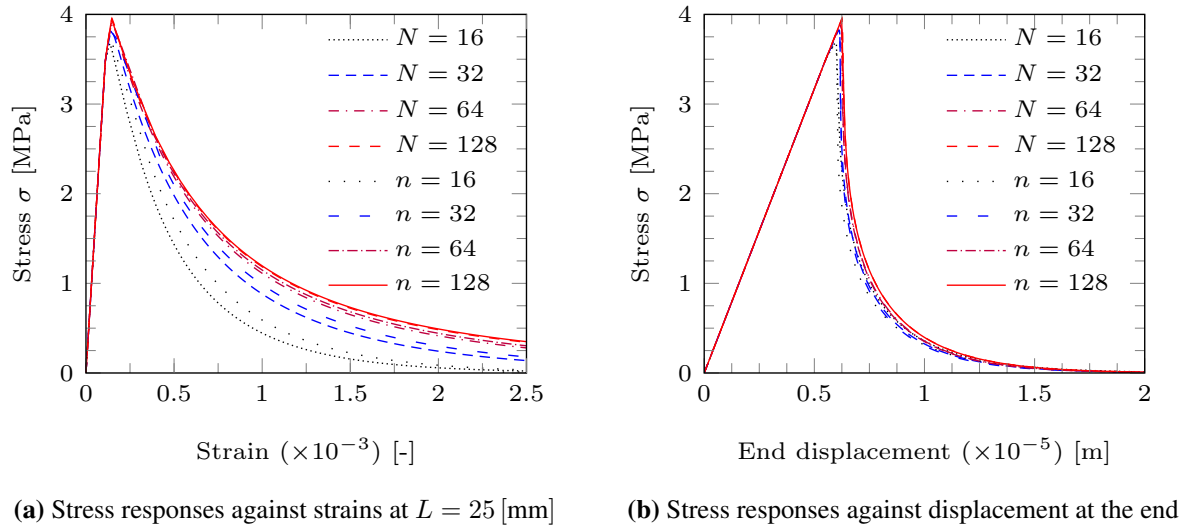 4
3
2
1
0
Stress σ [MPa]
N = 16
N = 32
N = 64
N = 128
n = 16
n = 32
n = 64
n = 128
0 0.5 1 1.5 2 2.5
Strain (×10⁻³) [-]
(a) Stress responses against strains at L = 25 [mm]
4
3
2
1
0
Stress σ [MPa]
N = 16
N = 32
N = 64
N = 128
n = 16
n = 32
n = 64
n = 128
0 0.5 1 1.5 2
End displacement (×10⁻⁵) [m]
(b) Stress responses against displacement at the end